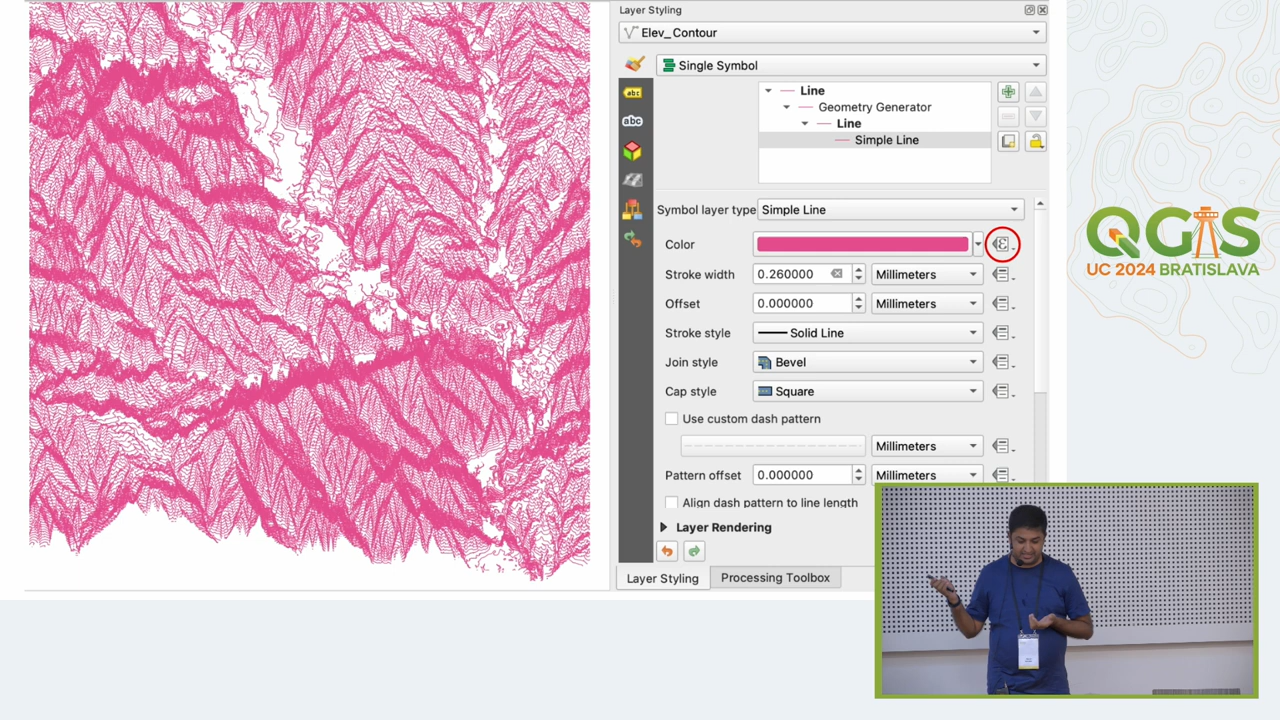 Layer Styling
Elev_Contour
Single Symbol
abc
abc
Line
Geometry Generator
Line
Simple Line
Symbol layer type Simple Line
Color
Stroke width 0.260000 Millimeters
Offset 0.000000 Millimeters
Stroke style Solid Line
Join style Bevel
Cap style Square
Use custom dash pattern
Millimeters
Pattern offset 0.000000 Millimeters
Align dash pattern to line length
Layer Rendering
Layer Styling Processing Toolbox
QGIS
UC 2024 BRATISLAVA